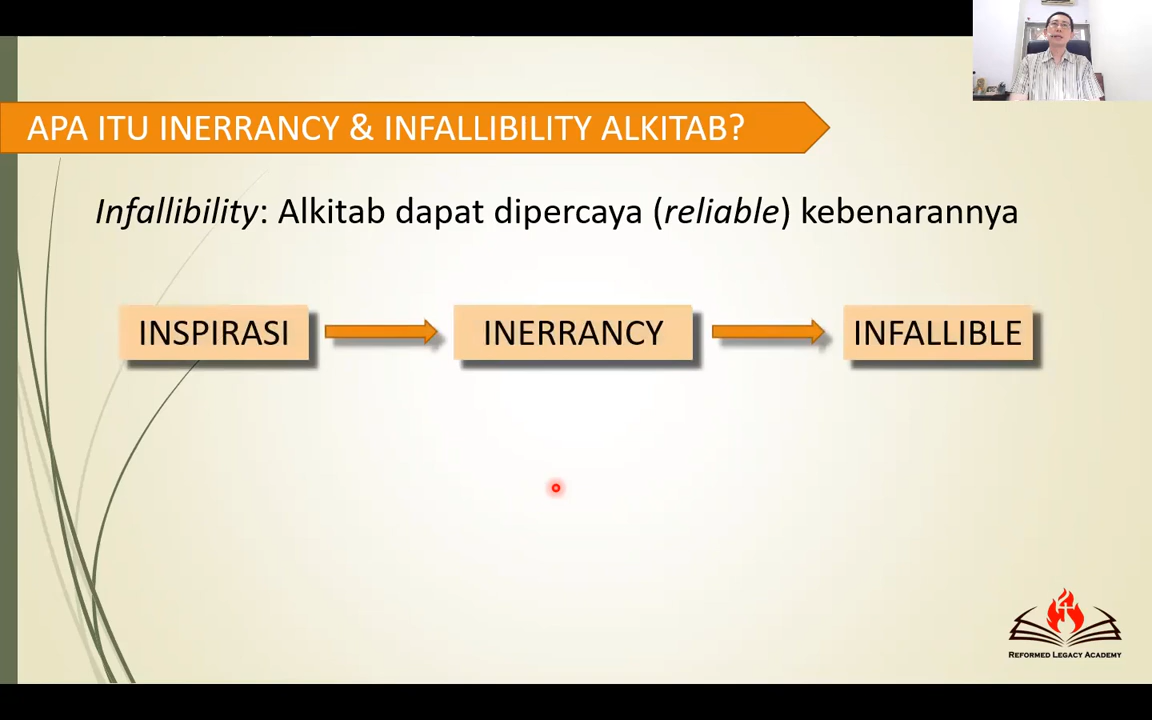 APA ITU INERRANCY & INFALLIBILITY ALKITAB?
Infallibility: Alkitab dapat dipercaya (reliable) kebenarannya
INSPIRASI
INERRANCY
INFALLIBLE
REFORMED LEGACY ACADEMY